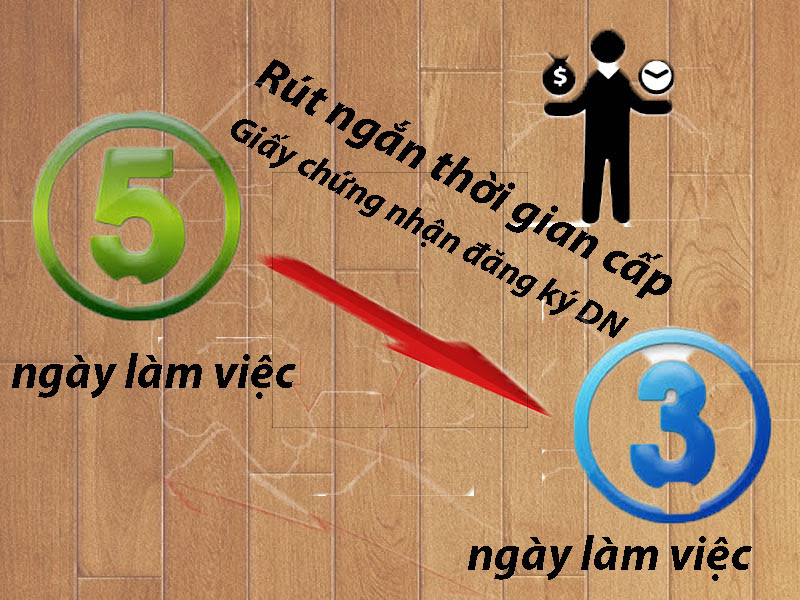 Rút ngắn thời gian cấp
Giấy chứng nhận đăng ký DN
$
5
ngày làm việc
3
ngày làm việc